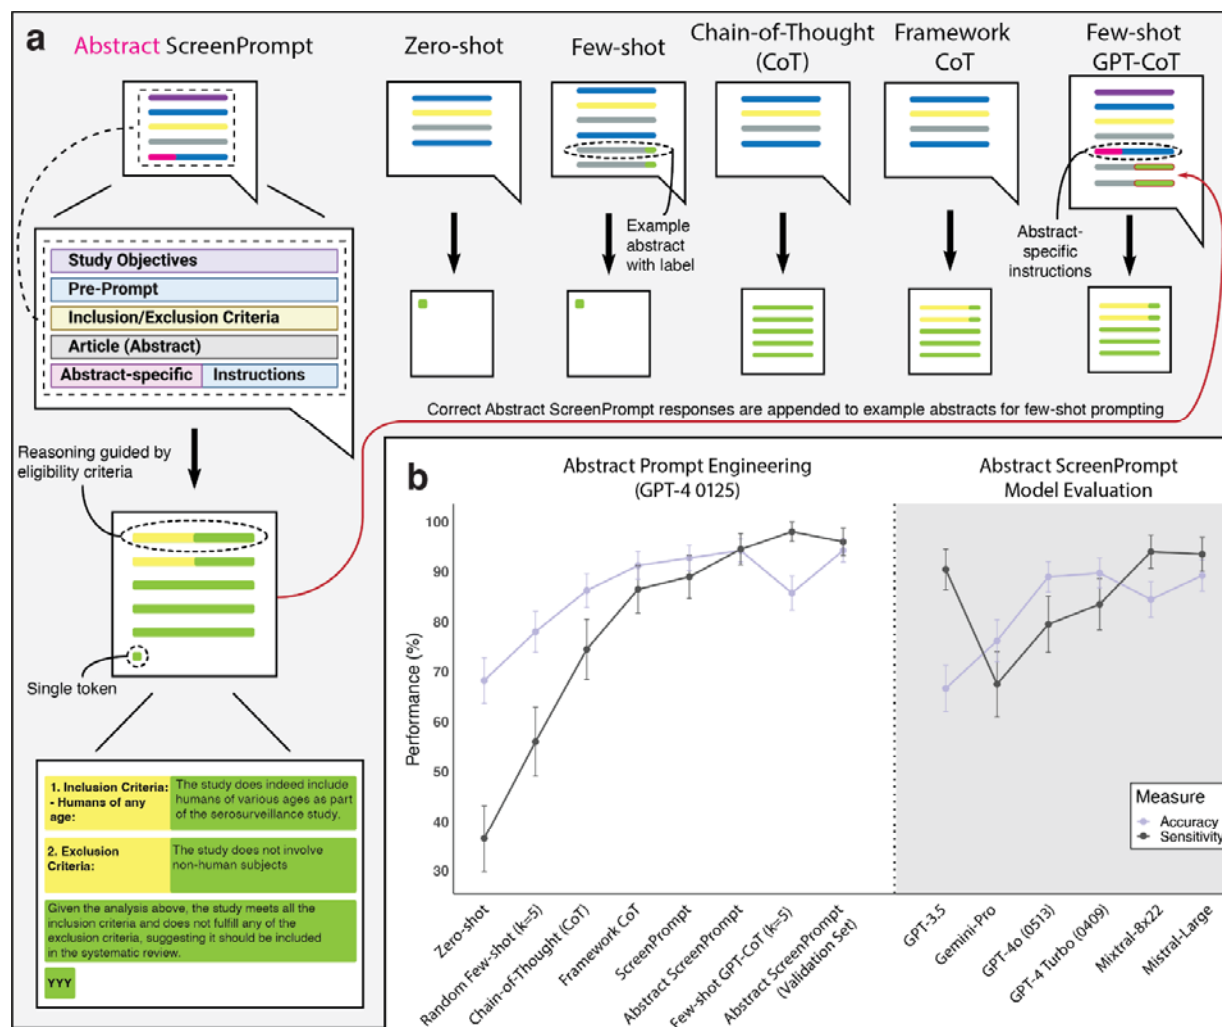 a
Abstract ScreenPrompt
Zero-shot
Few-shot
Chain-of-Thought
(CoT)
Framework
CoT
Few-shot
GPT-CoT
Example
abstract
with label
Abstract-
specific
instructions
Study Objectives
Pre-Prompt
Inclusion/Exclusion Criteria
Article (Abstract)
Abstract-specific Instructions
Correct Abstract ScreenPrompt responses are appended to example abstracts for few-shot prompting
Reasoning guided by
eligibility criteria
Single token
1. Inclusion Criteria:
- Humans of any
age:
The study does indeed include
humans of various ages as part
of the serosurveillance study.
2. Exclusion
Criteria:
The study does not involve
non-human subjects
Given the analysis above, the study meets all the
inclusion criteria and does not fulfill any of the
exclusion criteria, suggesting it should be included
in the systematic review.
YYY
b
Abstract Prompt Engineering
(GPT-4 0125)
Abstract ScreenPrompt
Model Evaluation
Performance (%)
100
90
80
70
60
50
40
30
Measure
Accuracy
Sensitivity
Zero-shot
Random Few-shot (k=5)
Chain-of-Thought (CoT)
Framework CoT
ScreenPrompt
Abstract ScreenPrompt
Few-shot GPT-CoT (k=5)
Abstract ScreenPrompt
(Validation Set)
GPT-3.5
Gemini-Pro
GPT-4o (0513)
GPT-4 Turbo (0409)
Mixtral-8x22
Mistral-Large